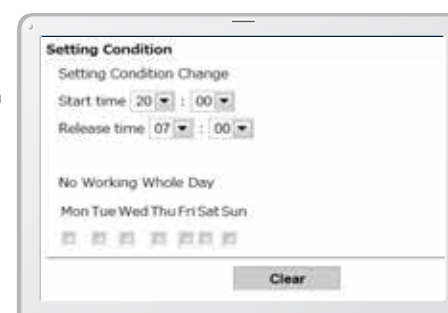 Setting Condition
Setting Condition Change
Start time 20 : 00
Release time 07 : 00
No Working Whole Day
Mon Tue Wed Thu Fri Sat Sun
Clear